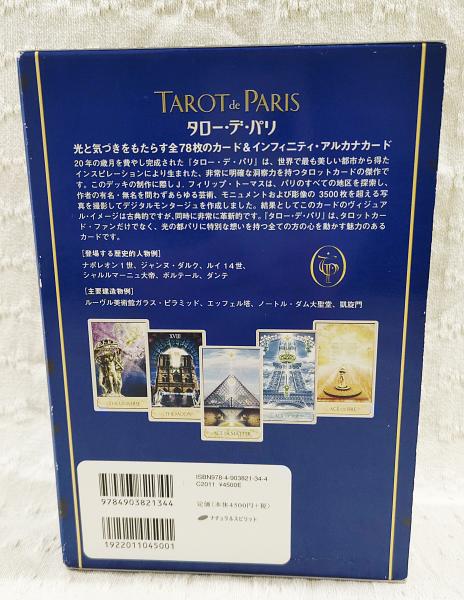 TAROT de PARIS
タロー・デ・パリ
光と気づきをもたらす全78枚のカード&インフィニティ・アルカナカード
20年の歳月を費やし完成された『タロー・デ・パリ』は、世界で最も美しい都市から得た
インスピレーションにより生まれた、非常に明確な洞察力を持つタロットカードの傑作で
す。このデッキの制作に際しJ.フィリップ・トーマスは、パリのすべての地区を探索し、
作者の有名・無名を問わずあらゆる芸術、モニュメントおよび彫像の3500枚を超える写
真を撮影してデジタルモンタージュを作成しました。結果としてこのカードのヴィジュア
ル・イメージは古典的ですが、同時に非常に革新的です。『タロー・デ・パリ』は、タロットカー
ド・ファンだけでなく、光の都パリに特別な想いを持つ全ての方の心を動かす魅力のある
カードです。
[登場する歴史的人物例]
ナポレオン1世、ジャンヌ・ダルク、ルイ14世、
シャルルマーニュ大帝、ボルテール、ダンテ
[主要建造物例]
ルーヴル美術館ガラス・ピラミッド、エッフェル塔、ノートル・ダム大聖堂、凱旋門
XVIII
THE UNIVERSE
THE MOON
ACE OF MATTER
ACE OF
ACE OF FIRE
ISBN978-4-903821-34-4
C2011 ¥4500E
9784903821344
定価(本体4500円+税)
ナチュラルスピリット
1922011045001